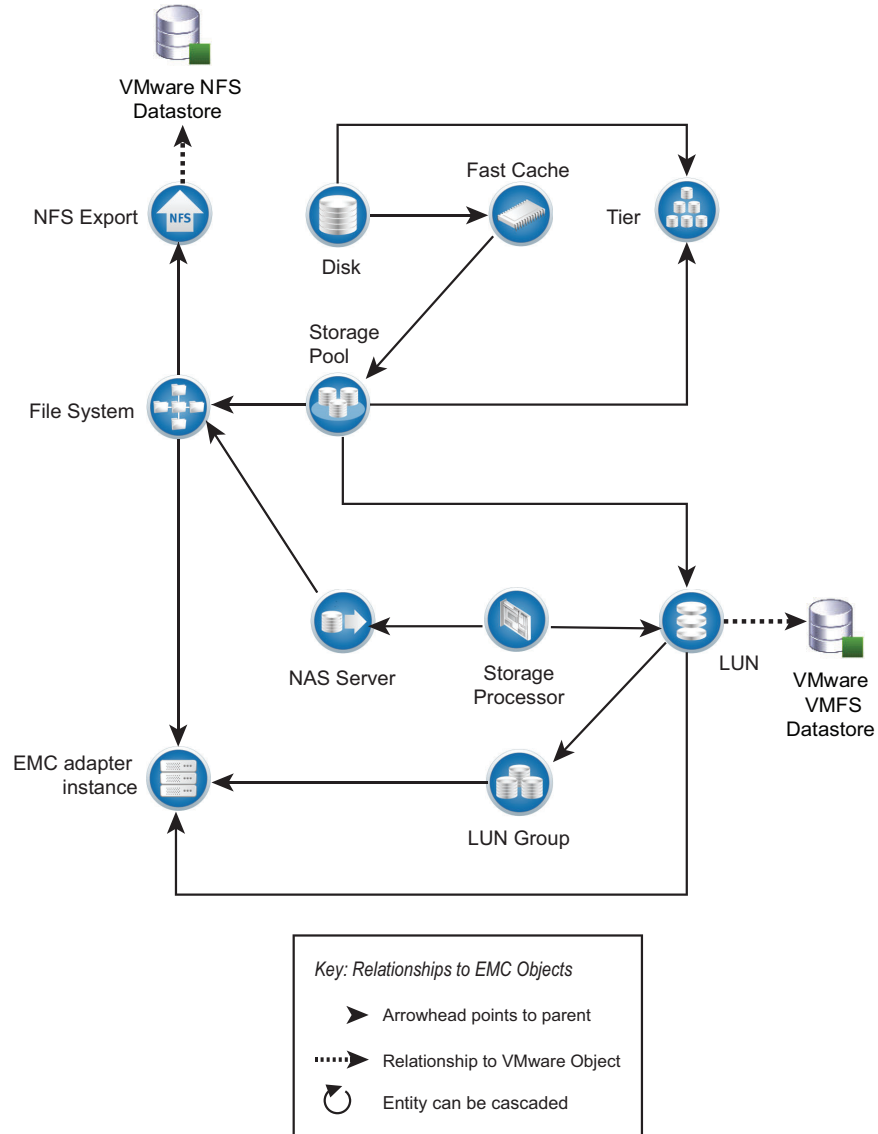 VMware NFS
Datastore
Fast Cache
NFS Export
NFS
Tier
Disk
Storage
Pool
File System
NAS Server
Storage
Processor
LUN
VMware
VMFS
Datastore
EMC adapter
instance
LUN Group
Key: Relationships to EMC Objects
Arrowhead points to parent
Relationship to VMware Object
Entity can be cascaded